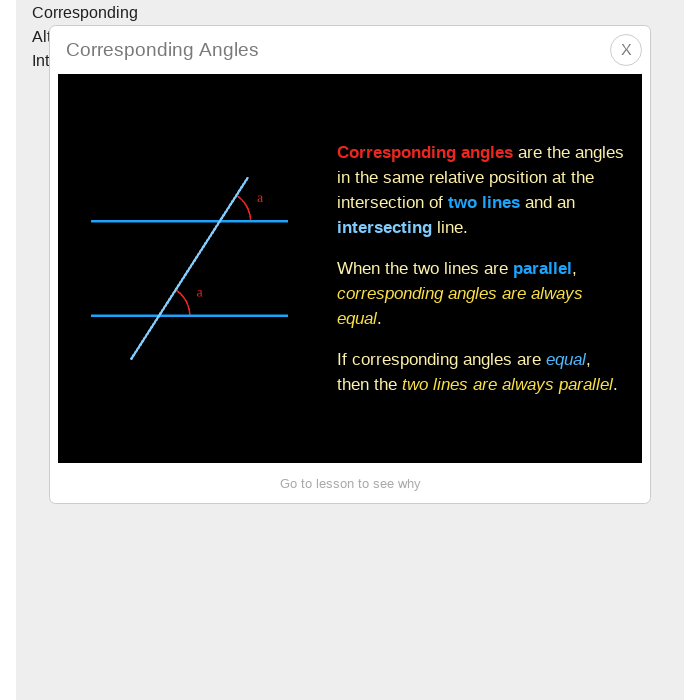 Corresponding
Corresponding Angles
X
Corresponding angles are the angles
in the same relative position at the
intersection of two lines and an
intersecting line.
When the two lines are parallel,
corresponding angles are always
equal.
If corresponding angles are equal,
then the two lines are always parallel.
a
a
Go to lesson to see why